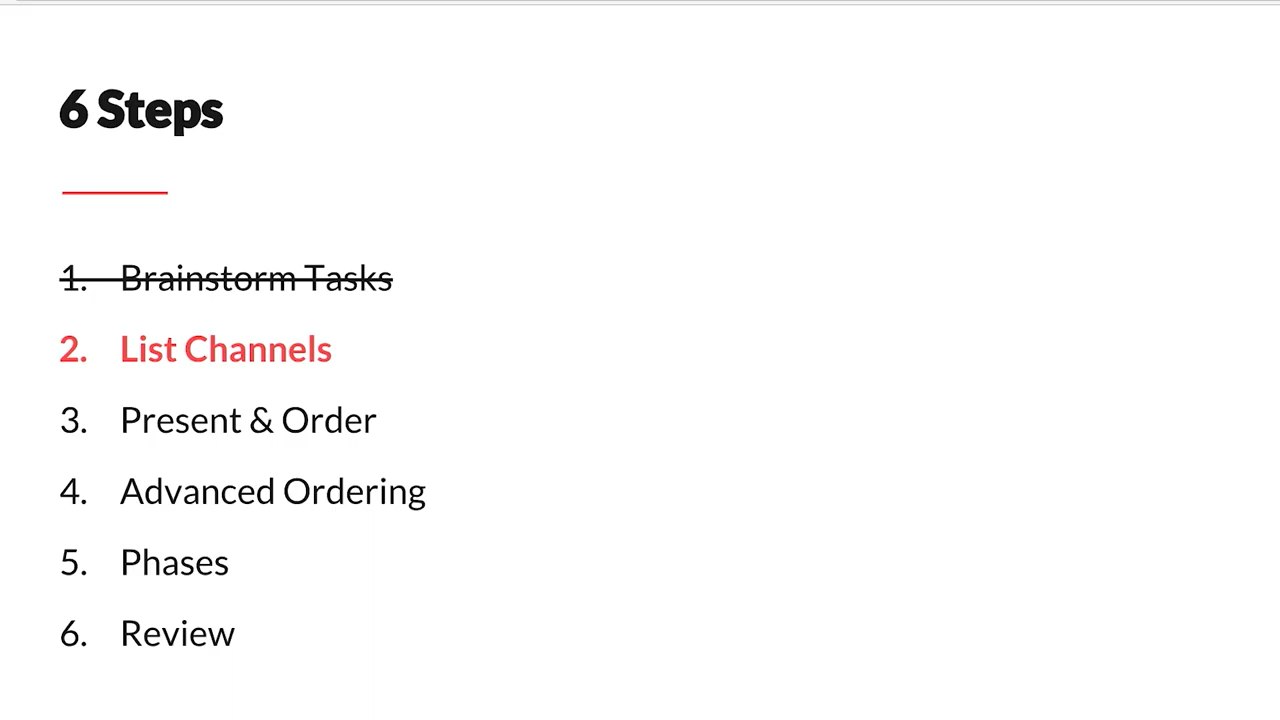 6 Steps
1. Brainstorm Tasks
2. List Channels
3. Present & Order
4. Advanced Ordering
5. Phases
6. Review